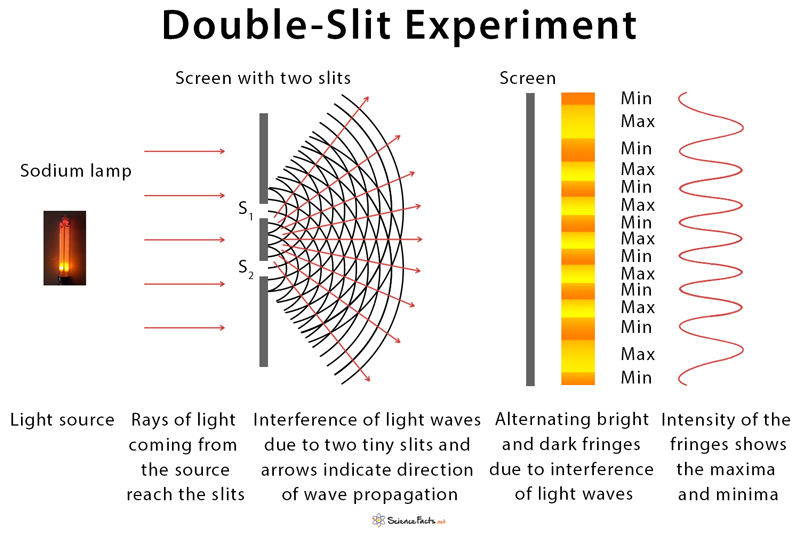 Double-Slit Experiment
Screen with two slits
Screen
Sodium lamp
S1
S2
Min
Max
Min
Max
Min
Max
Min
Max
Min
Max
Min
Max
Min
Max
Min
Light source
Rays of light
coming from
the source
reach the slits
Interference of light waves
due to two tiny slits and
arrows indicate direction
of wave propagation
Alternating bright
and dark fringes
due to interference
of light waves
Intensity of the
fringes shows
the maxima
and minima
ScienceFacts.net